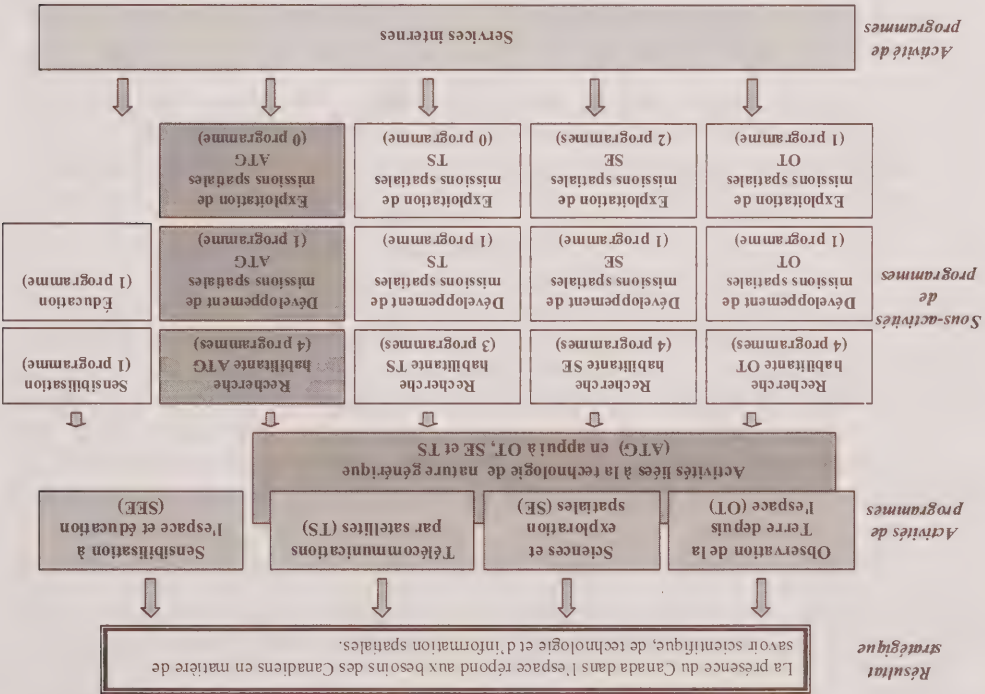 Résultat
stratégique
La présence du Canada dans l'espace répond aux besoins des Canadiens en matière de
savoir scientifique, de technologie et d'information spatiales.
Activités de
programmes
Observation de la
Terre depuis
l'espace (OT)
Sciences et
exploration
spatiales (SE)
Télécommunications
par satellites (TS)
Sensibilisation à
l'espace et éducation
(SEE)
Activités liées à la technologie de nature générique
(ATG) en appui à OT, SE et TS
Sous-activités
de
programmes
Recherche
habilitante OT
(4 programmes)
Recherche
habilitante SE
(4 programmes)
Recherche
habilitante TS
(3 programmes)
Recherche
habilitante ATG
(4 programmes)
Sensibilisation
(1 programme)
Développement de
missions spatiales
OT
(1 programme)
Développement de
missions spatiales
SE
(1 programme)
Développement de
missions spatiales
TS
(1 programme)
Développement de
missions spatiales
ATG
(1 programme)
Éducation
(1 programme)
Exploitation de
missions spatiales
OT
(1 programme)
Exploitation de
missions spatiales
SE
(2 programmes)
Exploitation de
missions spatiales
TS
(0 programme)
Exploitation de
missions spatiales
ATG
(0 programme)
Activité de
programmes
Services internes